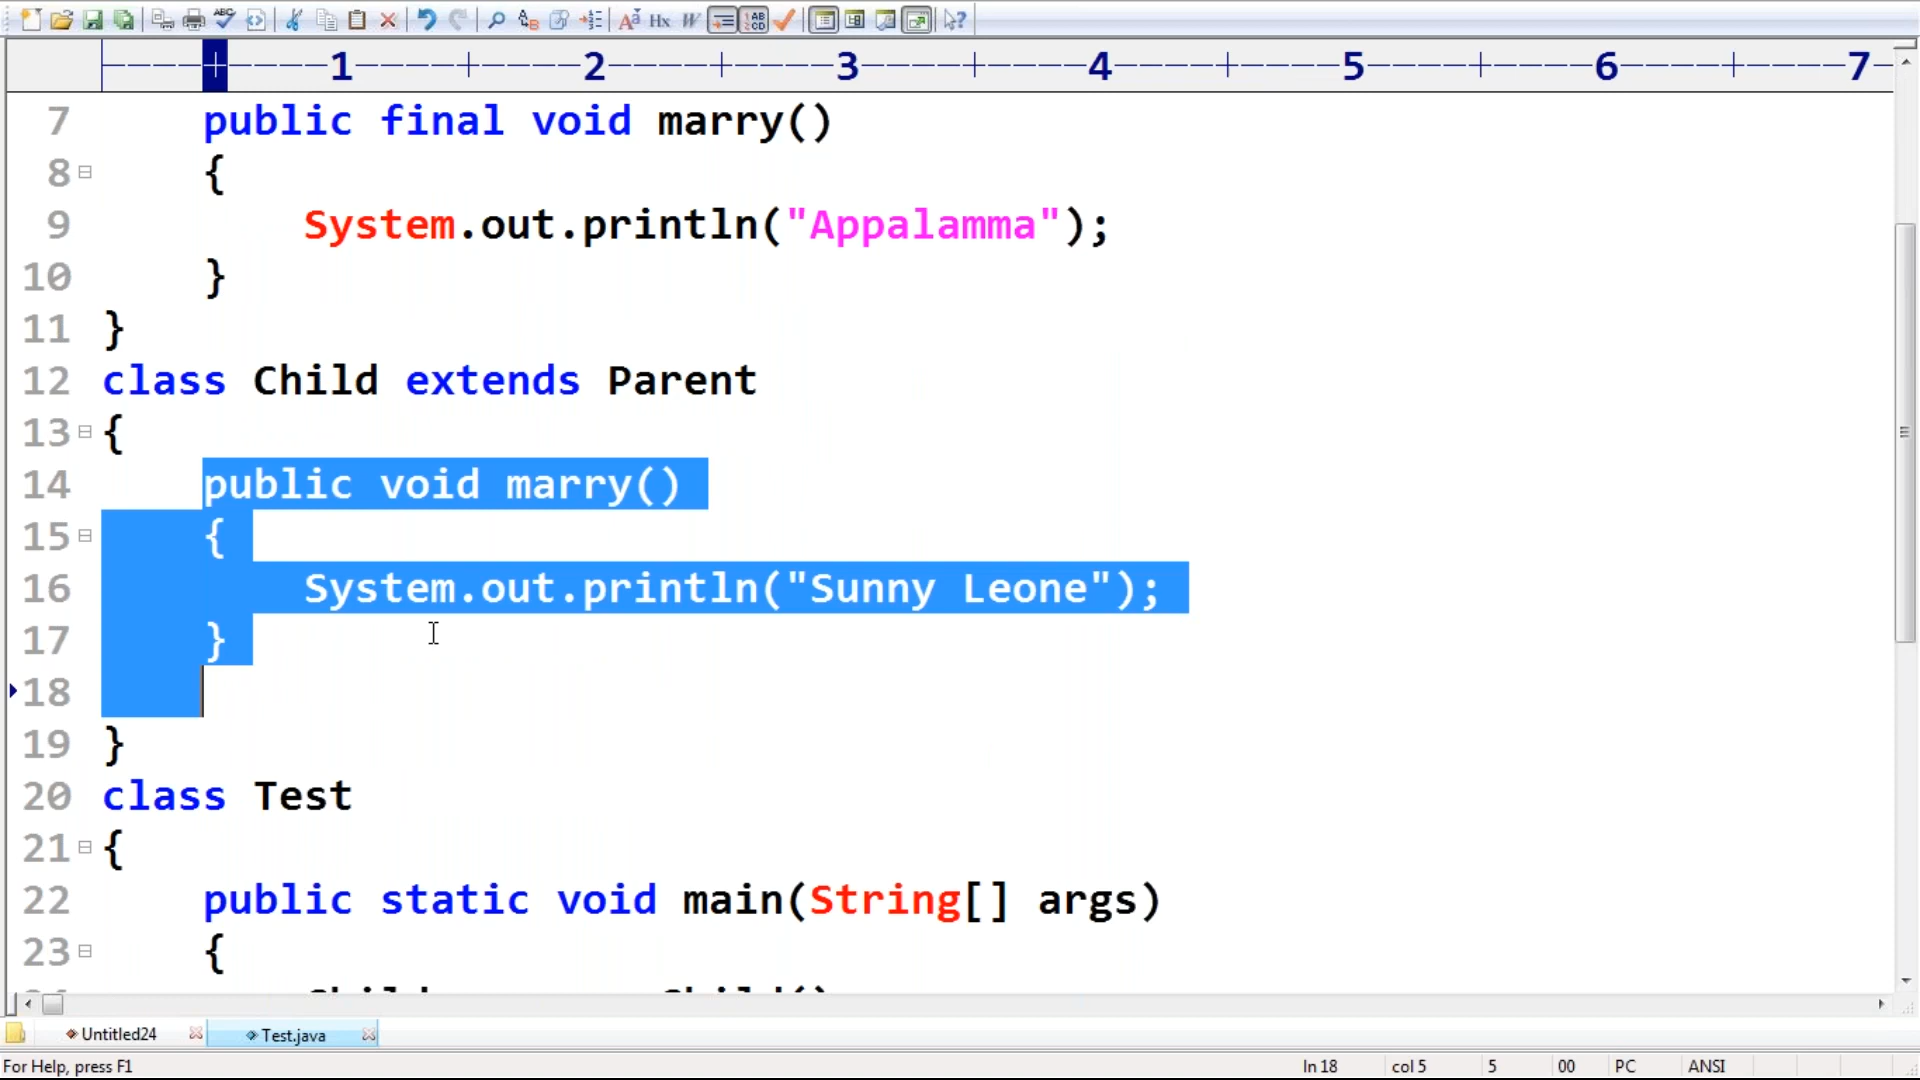 1 2 3 4 5 6 7
7 public final void marry()
8 {
9 System.out.println("Appalamma");
10 }
11 }
12 class Child extends Parent
13 {
14 public void marry()
15 {
16 System.out.println("Sunny Leone");
17 }
18
19 }
20 class Test
21 {
22 public static void main(String[] args)
23 {
Untitled24 Test.java
For Help, press F1 ln 18 col 5 5 00 PC ANSI